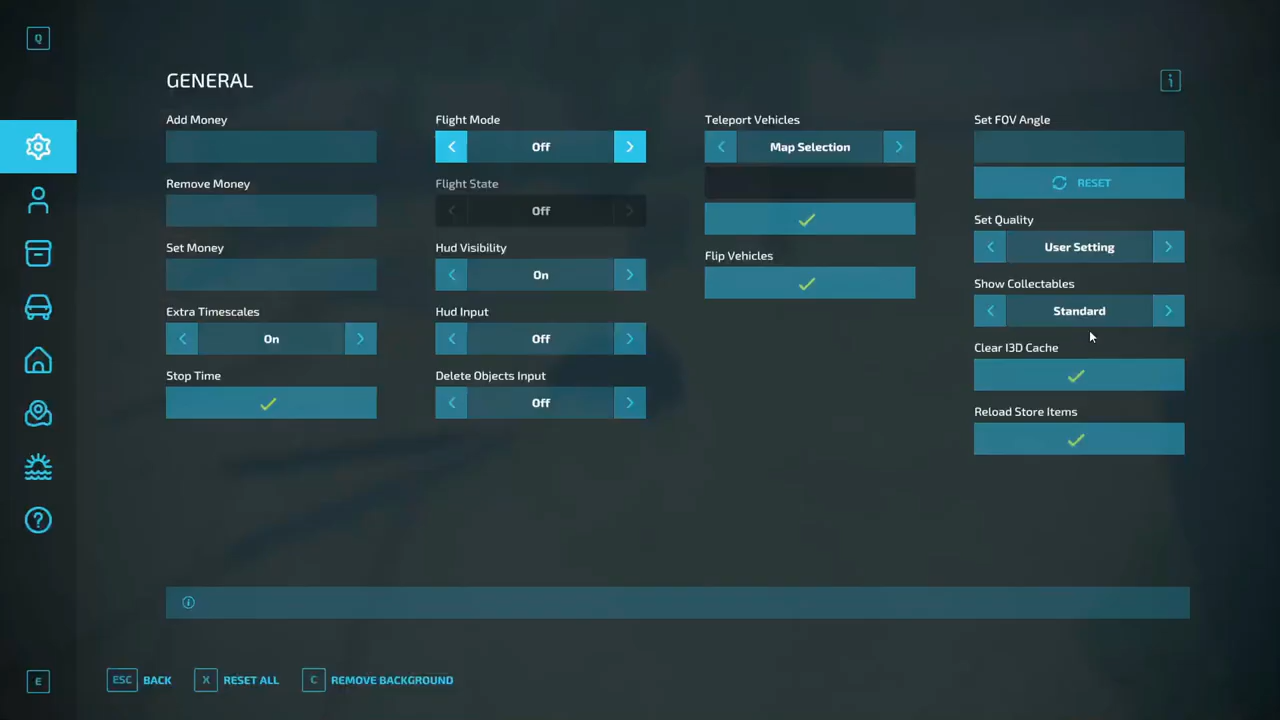 Q
GENERAL
i
Add Money
Remove Money
Set Money
Extra Timescales
On
Stop Time
Flight Mode
Off
Flight State
Off
Hud Visibility
On
Hud Input
Off
Delete Objects Input
Off
Teleport Vehicles
Map Selection
Flip Vehicles
Set FOV Angle
RESET
Set Quality
User Setting
Show Collectables
Standard
Clear I3D Cache
Reload Store Items
E
ESC BACK X RESET ALL C REMOVE BACKGROUND